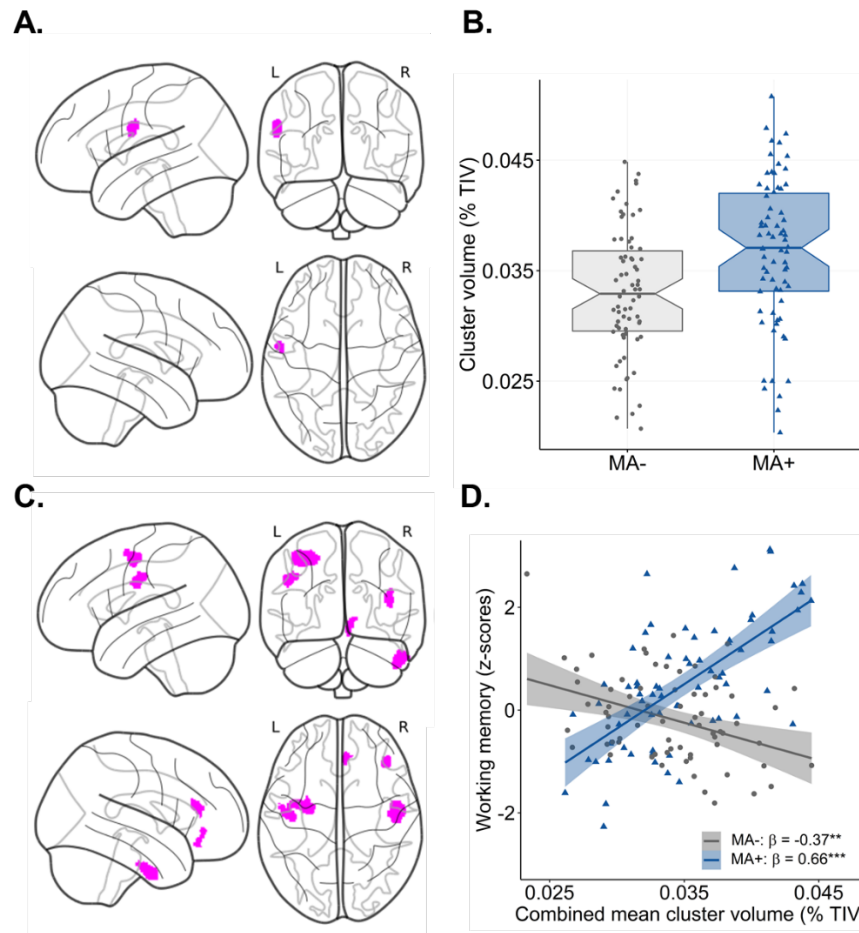 A.
L
R
L
R
B.
Cluster volume (% TIV)
0.045
0.035
0.025
MA-
MA+
C.
L
R
L
R
D.
Working memory (z-scores)
2
0
-2
MA-: β = -0.37**
MA+: β = 0.66***
0.025
0.035
0.045
Combined mean cluster volume (% TIV